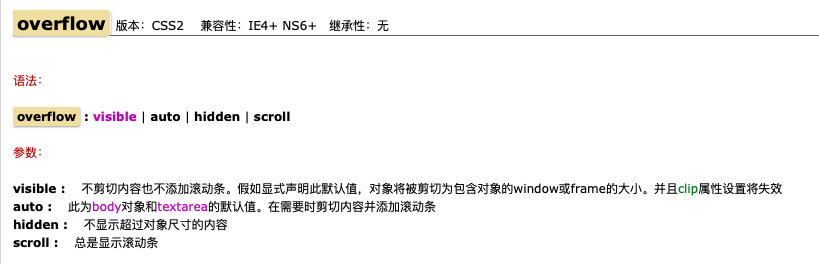 overflow 版本：CSS2 兼容性：IE4+ NS6+ 继承性：无
语法：
overflow : visible | auto | hidden | scroll
参数：
visible : 不剪切内容也不添加滚动条。假如显式声明此默认值，对象将被剪切为包含对象的window或frame的大小。并且clip属性设置将失效
auto : 此为body对象和textarea的默认值。在需要时剪切内容并添加滚动条
hidden : 不显示超过对象尺寸的内容
scroll : 总是显示滚动条